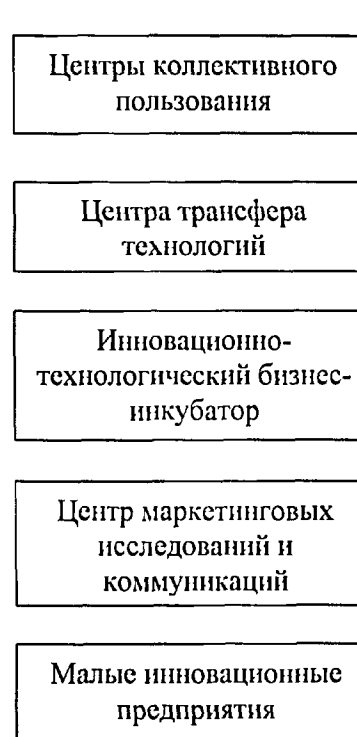 Центры коллективного
пользования
Центра трансфера
технологий
Инновационно-
технологический бизнес-
инкубатор
Центр маркетинговых
исследований и
коммуникаций
Малые инновационные
предприятия